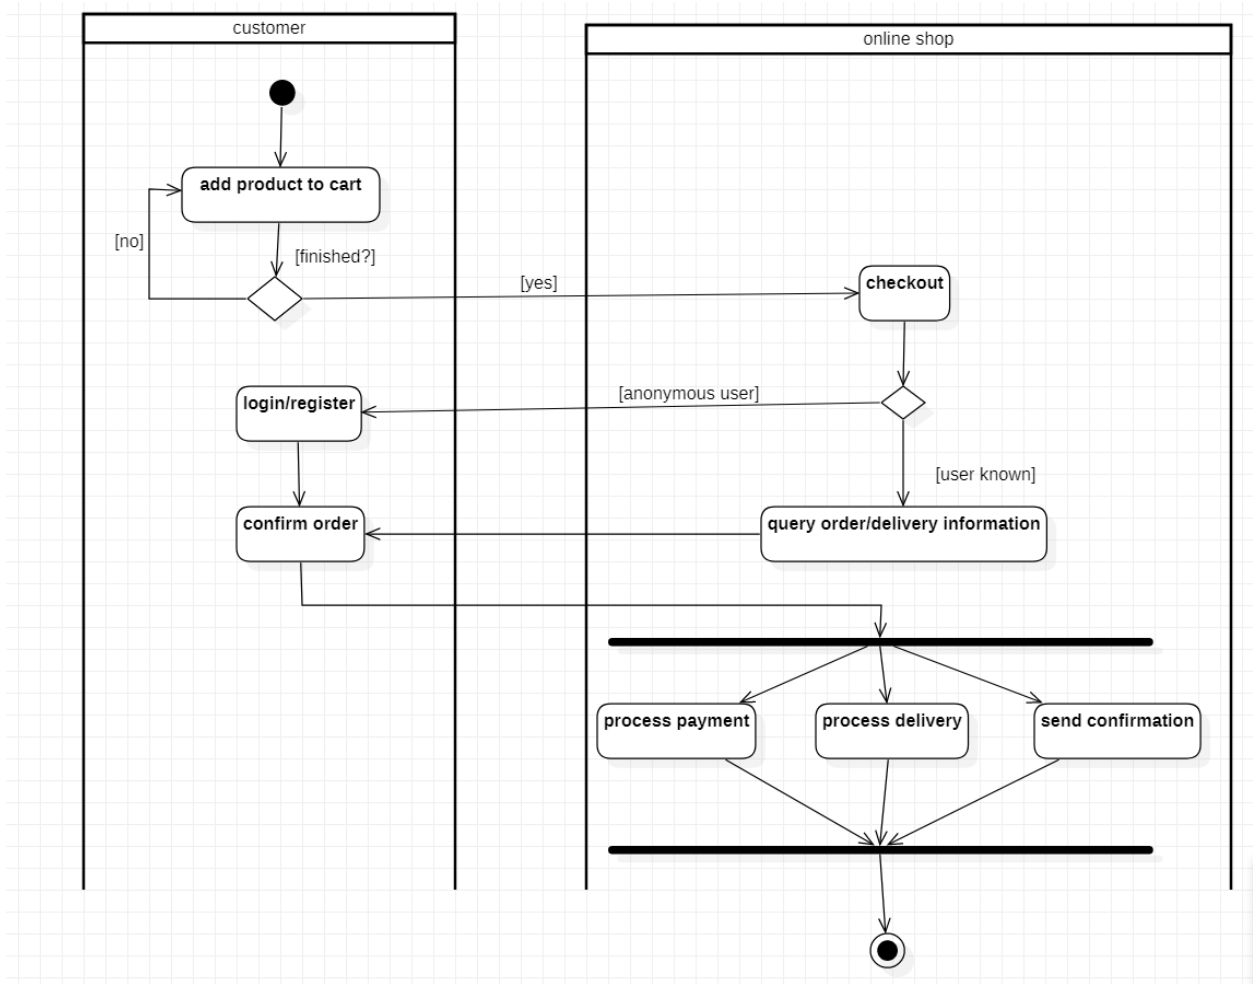 customer
online shop
add product to cart
[no]
[finished?]
[yes]
checkout
[anonymous user]
login/register
[user known]
confirm order
query order/delivery information
process payment
process delivery
send confirmation